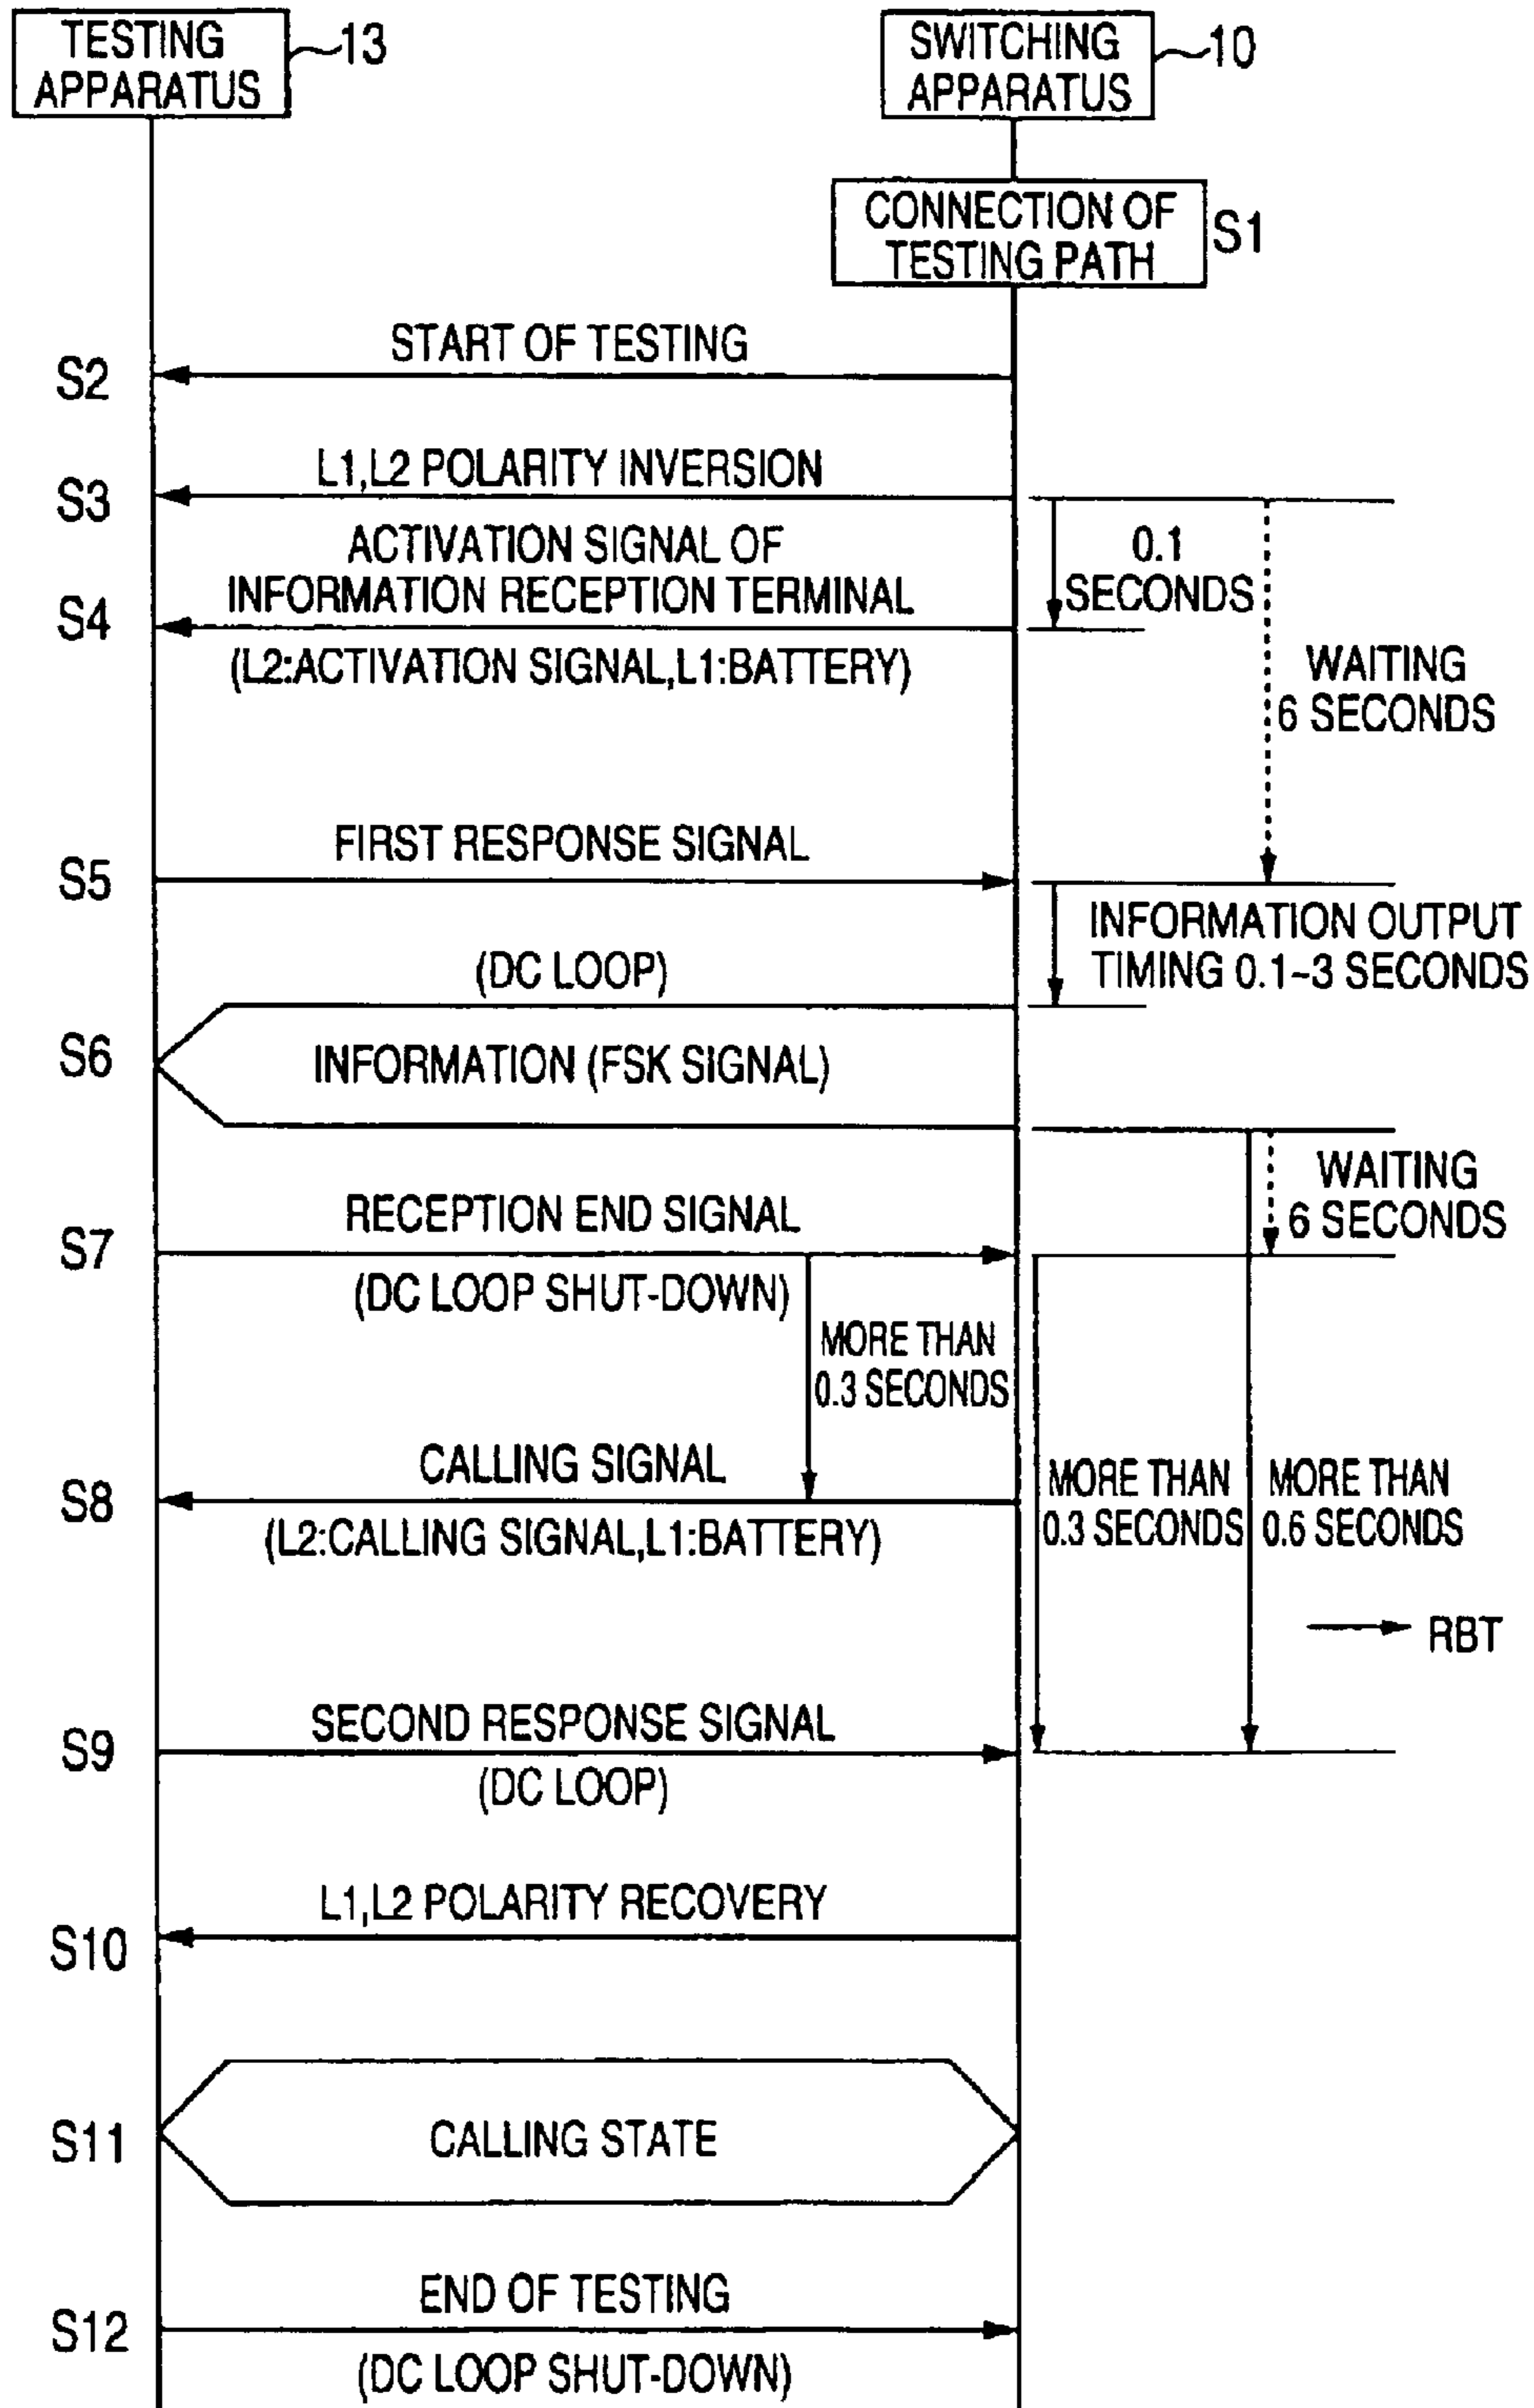 TESTING
APPARATUS
13
SWITCHING
APPARATUS
10
CONNECTION OF
TESTING PATH
S1
START OF TESTING
S2
L1,L2 POLARITY INVERSION
S3
ACTIVATION SIGNAL OF
INFORMATION RECEPTION TERMINAL
S4
(L2:ACTIVATION SIGNAL,L1:BATTERY)
0.1
SECONDS
WAITING
6 SECONDS
FIRST RESPONSE SIGNAL
S5
(DC LOOP)
INFORMATION OUTPUT
TIMING 0.1~3 SECONDS
S6
INFORMATION (FSK SIGNAL)
WAITING
6 SECONDS
RECEPTION END SIGNAL
S7
(DC LOOP SHUT-DOWN)
MORE THAN
0.3 SECONDS
CALLING SIGNAL
S8
(L2:CALLING SIGNAL,L1:BATTERY)
MORE THAN
0.3 SECONDS
MORE THAN
0.6 SECONDS
RBT
SECOND RESPONSE SIGNAL
S9
(DC LOOP)
L1,L2 POLARITY RECOVERY
S10
S11
CALLING STATE
END OF TESTING
S12
(DC LOOP SHUT-DOWN)